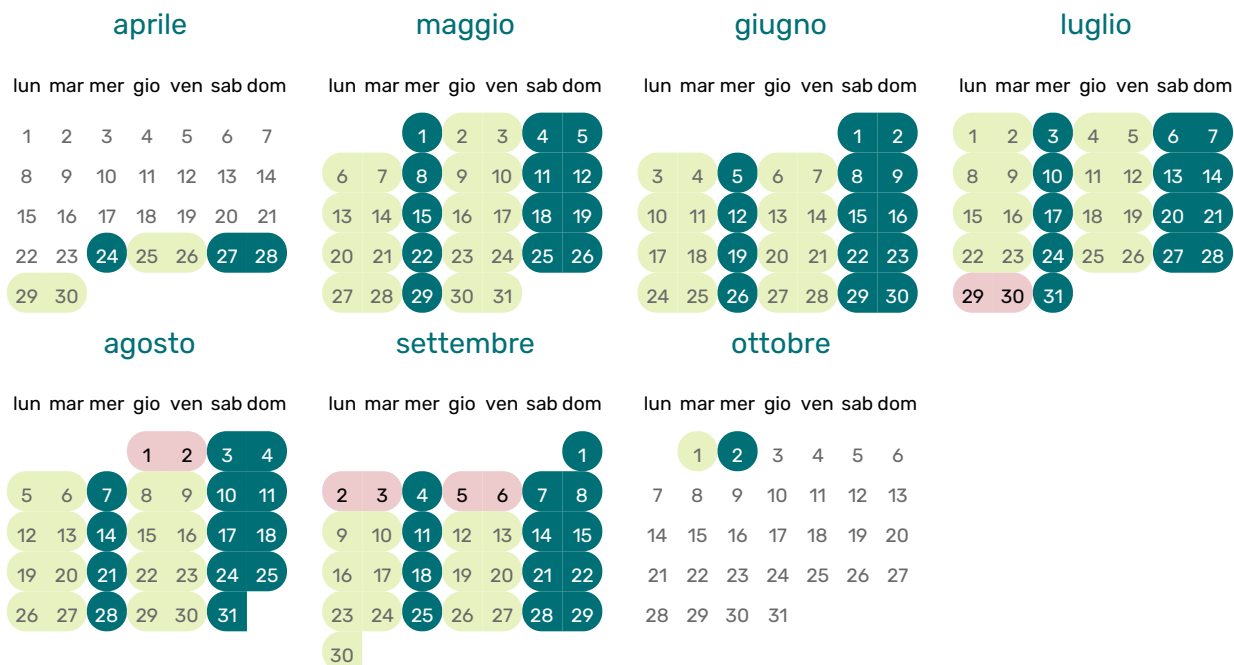 aprile maggio giugno luglio
lun mar mer gio ven sab dom lun mar mer gio ven sab dom lun mar mer gio ven sab dom lun mar mer gio ven sab dom
1 2 3 4 5 6 7 1 2 3 4 5 1 2 1 2 3 4 5 6 7
8 9 10 11 12 13 14 6 7 8 9 10 11 12 3 4 5 6 7 8 9 8 9 10 11 12 13 14
15 16 17 18 19 20 21 13 14 15 16 17 18 19 10 11 12 13 14 15 16 15 16 17 18 19 20 21
22 23 24 25 26 27 28 20 21 22 23 24 25 26 17 18 19 20 21 22 23 22 23 24 25 26 27 28
29 30 27 28 29 30 31 24 25 26 27 28 29 30 29 30 31
agosto settembre ottobre
lun mar mer gio ven sab dom lun mar mer gio ven sab dom lun mar mer gio ven sab dom
1 2 3 4 1 1 2 3 4 5 6
5 6 7 8 9 10 11 2 3 4 5 6 7 8 7 8 9 10 11 12 13
12 13 14 15 16 17 18 9 10 11 12 13 14 15 14 15 16 17 18 19 20
19 20 21 22 23 24 25 16 17 18 19 20 21 22 21 22 23 24 25 26 27
26 27 28 29 30 31 23 24 25 26 27 28 29 28 29 30 31
30